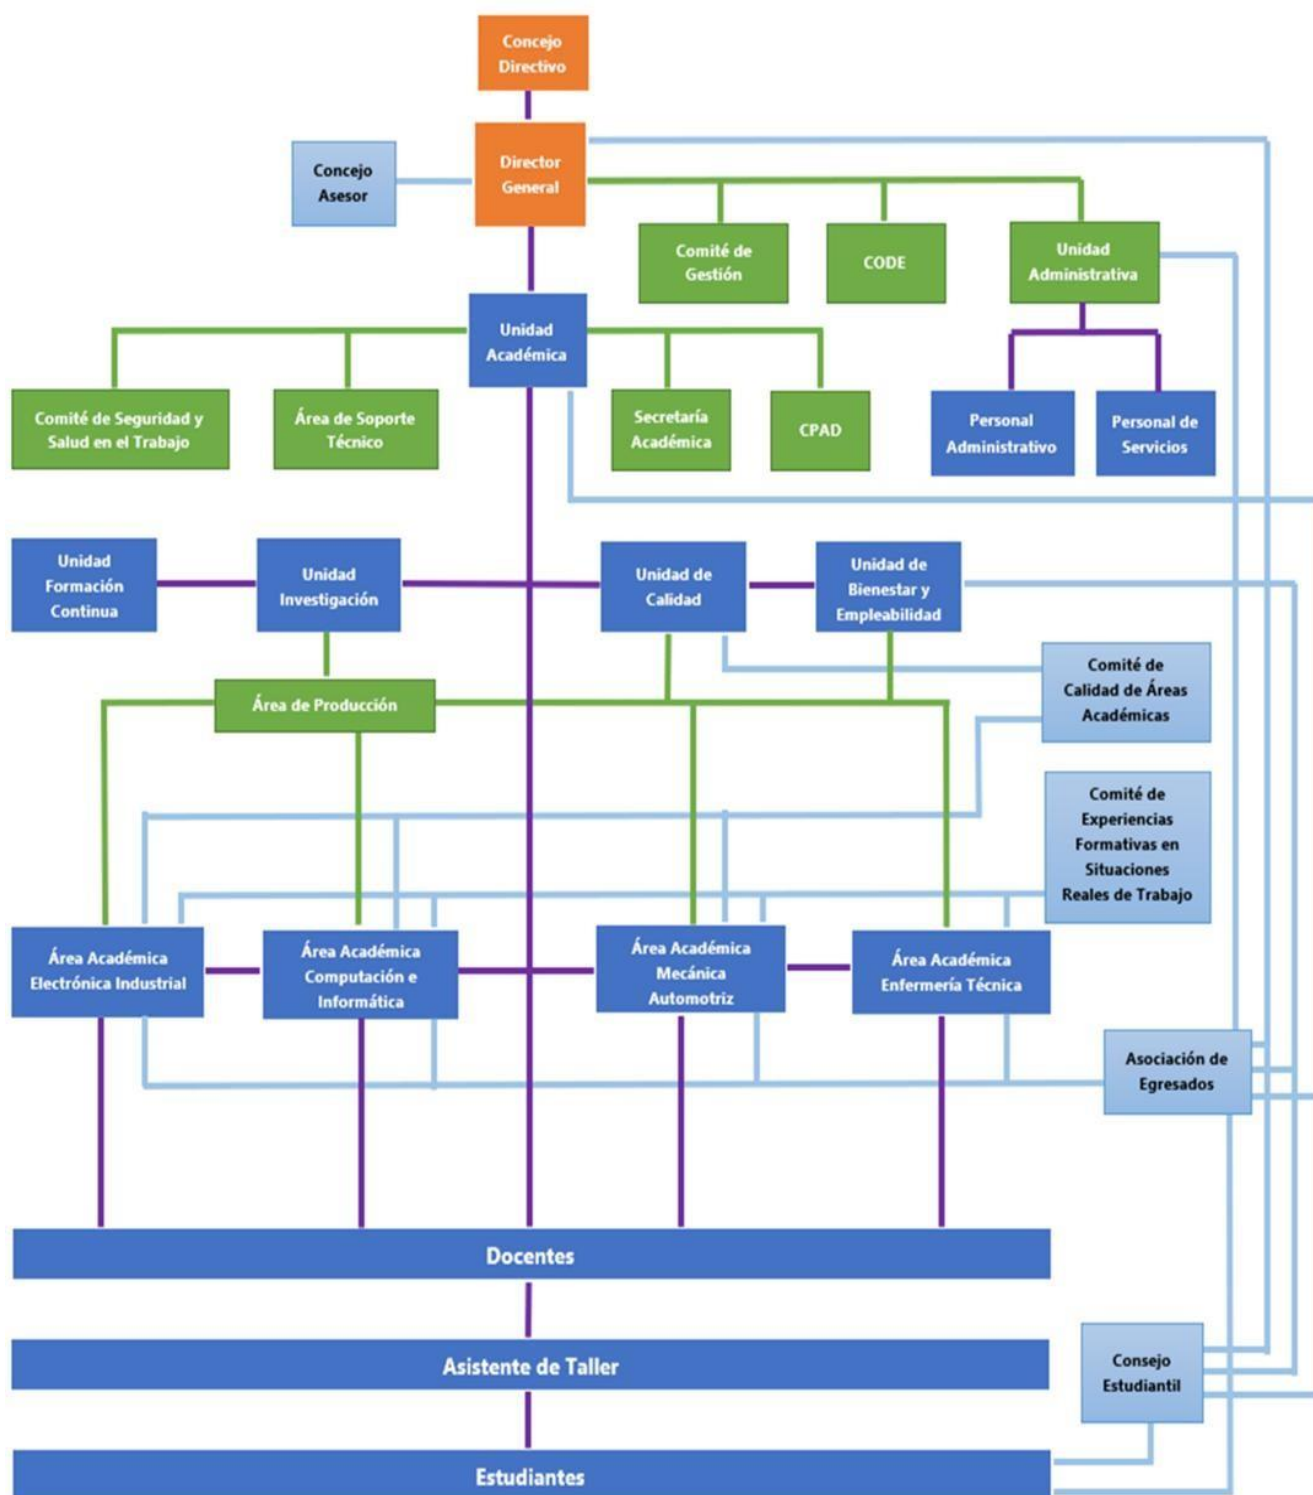 Concejo
Directivo
Director
General
Concejo
Asesor
Comité de
Gestión
CODE
Unidad
Administrativa
Unidad
Académica
Comité de Seguridad y
Salud en el Trabajo
Área de Soporte
Técnico
Secretaría
Académica
CPAD
Personal
Administrativo
Personal de
Servicios
Unidad
Formación
Continua
Unidad
Investigación
Unidad de
Calidad
Unidad de
Bienestar y
Empleabilidad
Comité de
Calidad de Áreas
Académicas
Área de Producción
Comité de
Experiencias
Formativas en
Situaciones
Reales de Trabajo
Área Académica
Electrónica Industrial
Área Académica
Computación e
Informática
Área Académica
Mecánica
Automotriz
Área Académica
Enfermería Técnica
Asociación de
Egresados
Docentes
Asistente de Taller
Consejo
Estudiantil
Estudiantes